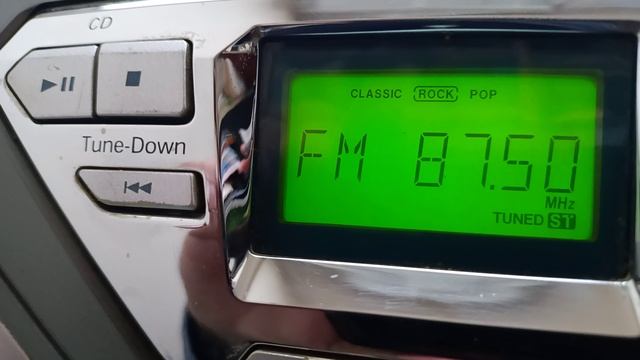 CD
Tune-Down
CLASSIC ROCK POP
FM 87.50
MHz
TUNED ST